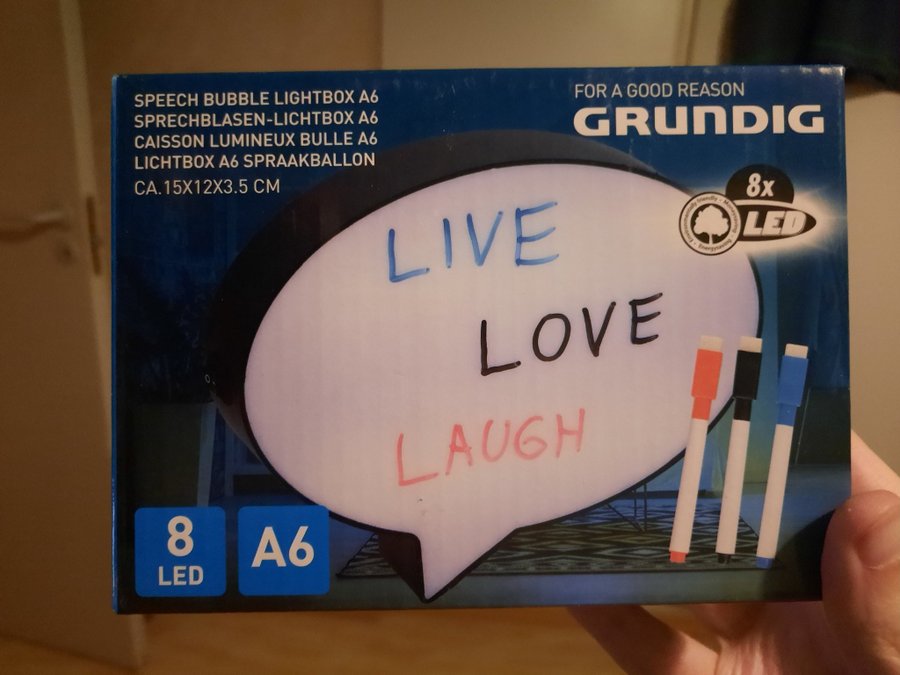 SPEECH BUBBLE LIGHTBOX A6
SPRECHBLASEN-LICHTBOX A6
CAISSON LUMINEUX BULLE A6
LICHTBOX A6 SPRAAKBALLON
CA.15X12X3.5 CM
FOR A GOOD REASON
GRUNDIG
8x
LED
LIVE
LOVE
LAUGH
8
LED
A6